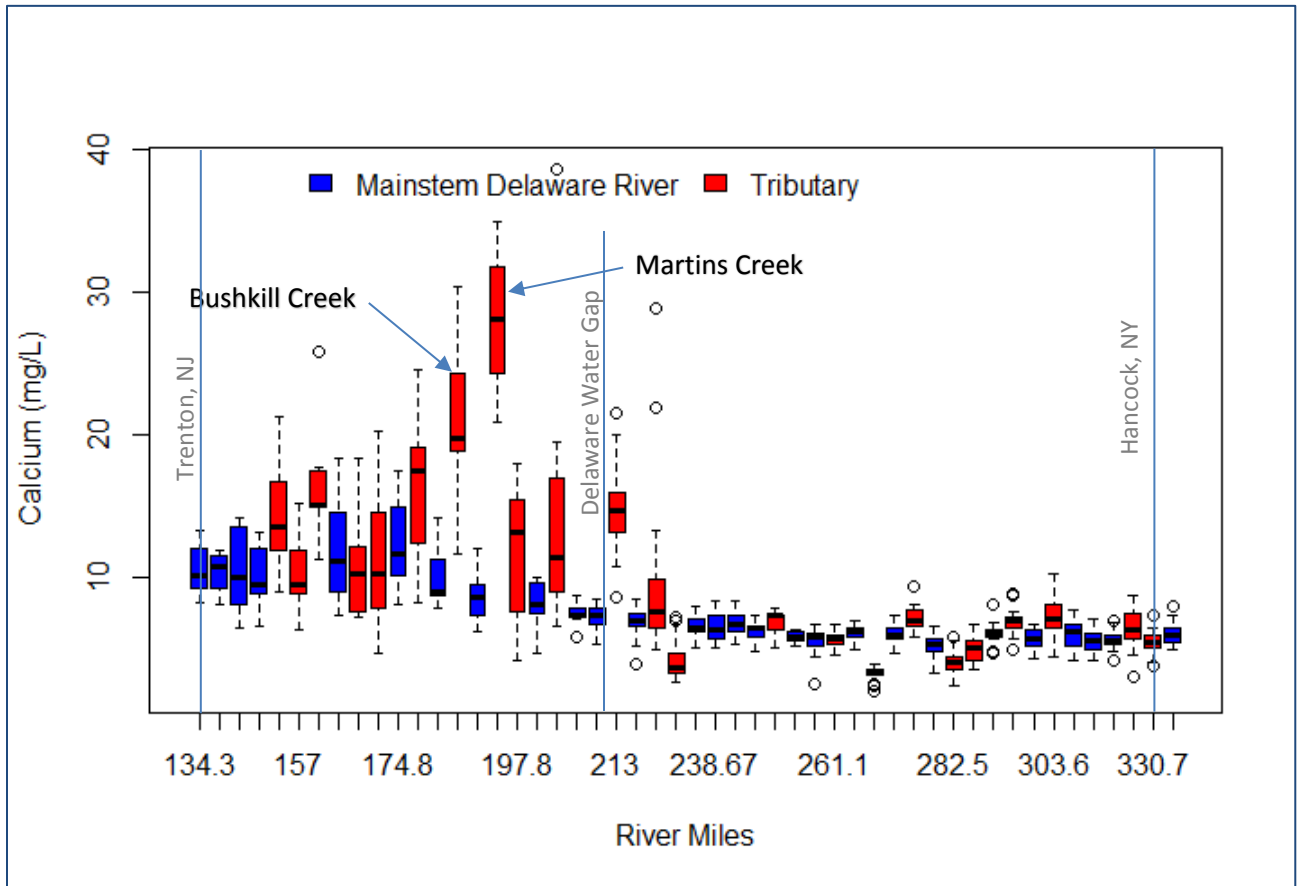 Mainstem Delaware River
Tributary
Martins Creek
Bushkill Creek
Trenton, NJ
Delaware Water Gap
Hancock, NY
Calcium (mg/L)
40
30
20
10
134.3 157 174.8 197.8 213 238.67 261.1 282.5 303.6 330.7
River Miles